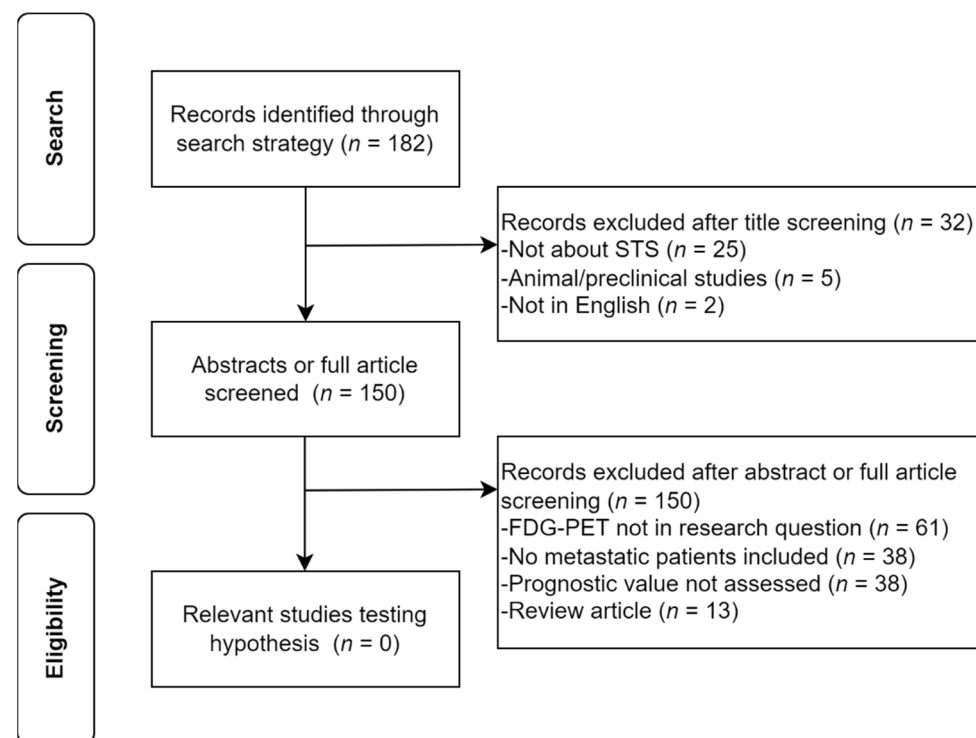 Search
Records identified through
search strategy (n = 182)
Records excluded after title screening (n = 32)
-Not about STS (n = 25)
-Animal/preclinical studies (n = 5)
-Not in English (n = 2)
Screening
Abstracts or full article
screened (n = 150)
Records excluded after abstract or full article
screening (n = 150)
-FDG-PET not in research question (n = 61)
-No metastatic patients included (n = 38)
-Prognostic value not assessed (n = 38)
-Review article (n = 13)
Eligibility
Relevant studies testing
hypothesis (n = 0)